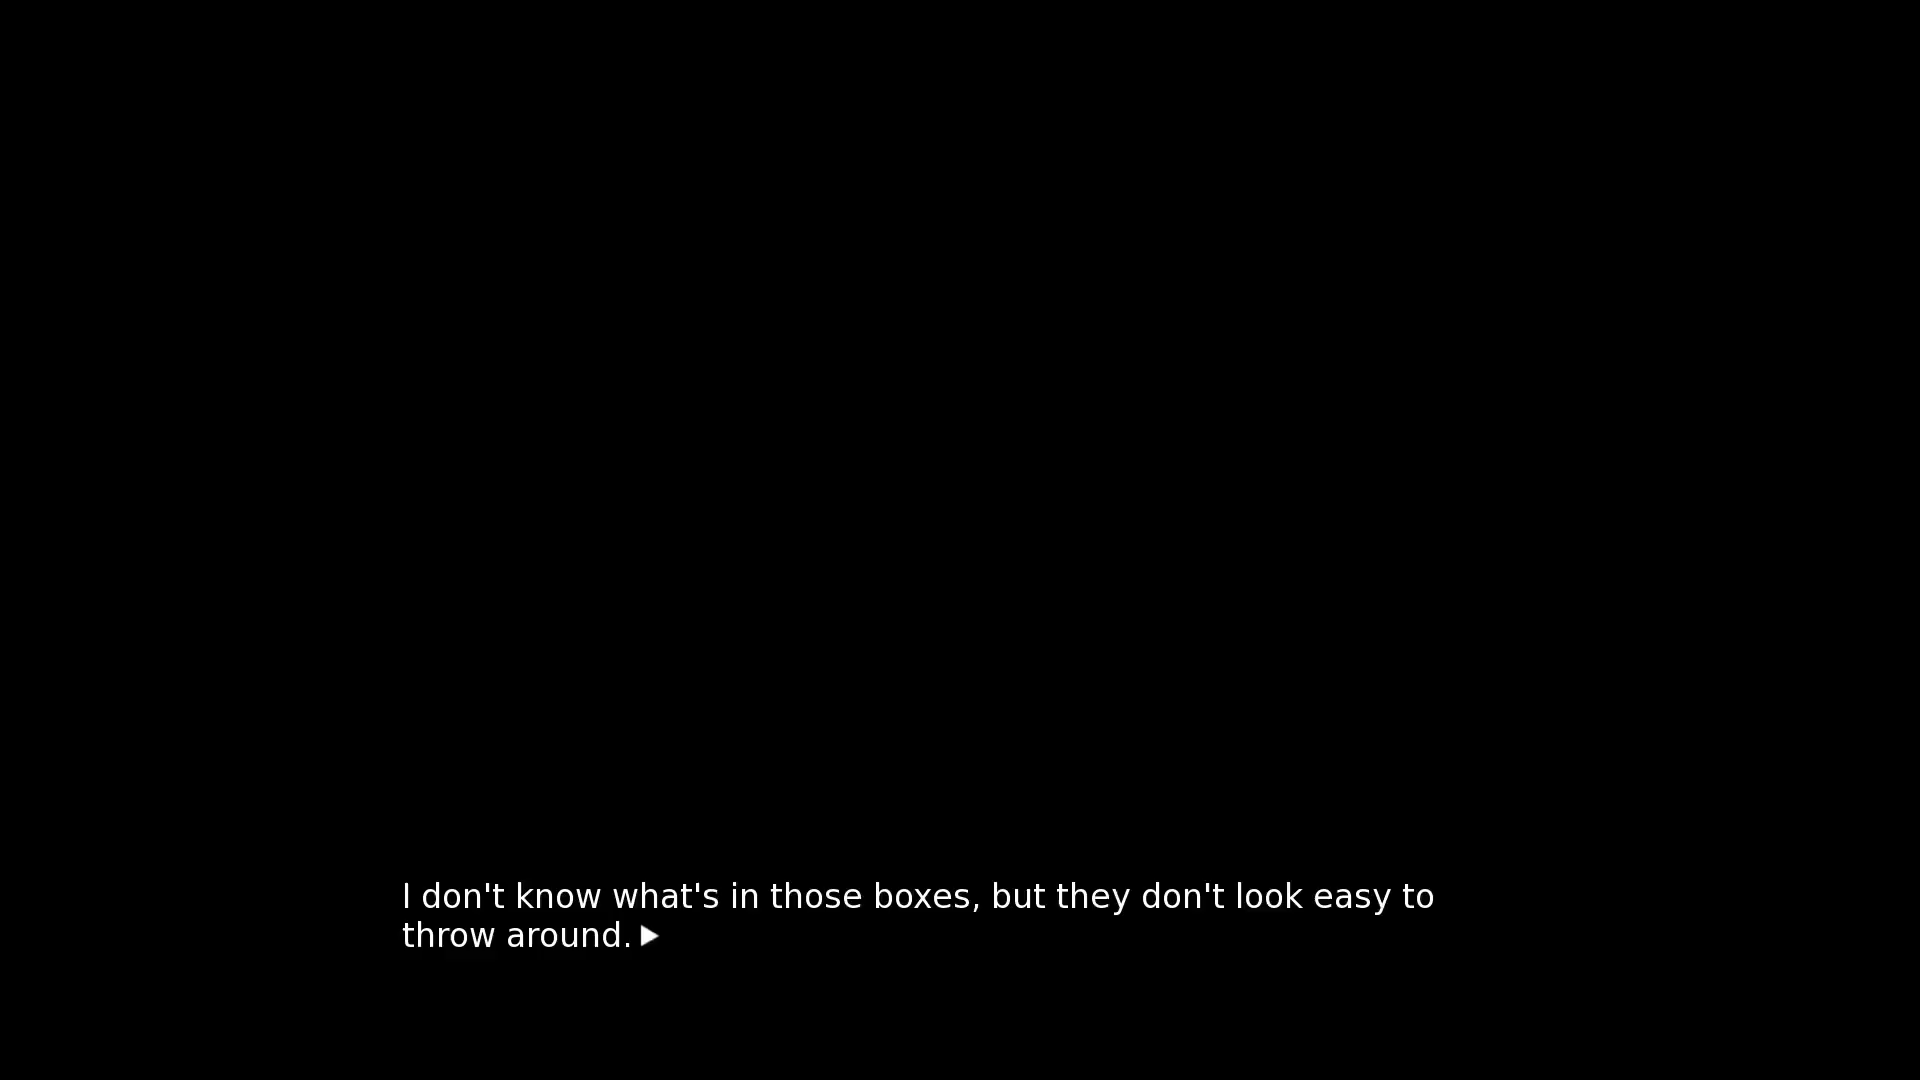 I don't know what's in those boxes, but they don't look easy to
throw around.